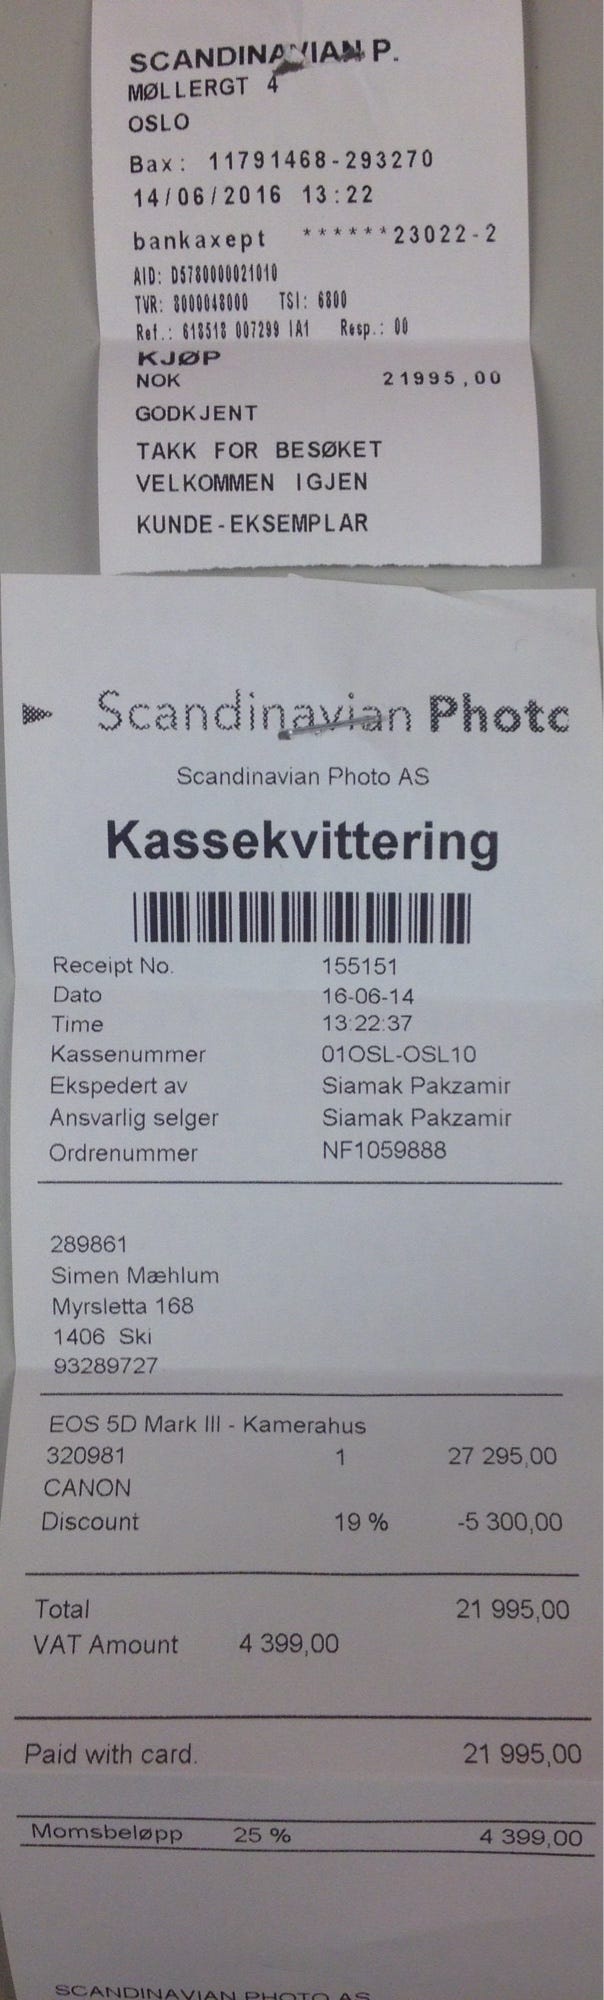 SCANDINAVIAN P.
MØLLERGT 4
OSLO
Bax: 11791468-293270
14/06/2016 13:22
bankaxept ******23022-2
AID: D5780000021010
TVR: 8000048000 TSI: 6800
Ref.: 618518 007299 IA1 Resp.: 00
KJØP
NOK 21995,00
GODKJENT
TAKK FOR BESØKET
VELKOMMEN IGJEN
KUNDE-EKSEMPLAR
Scandinavian Photo
Scandinavian Photo AS
Kassekvittering
Receipt No. 155151
Dato 16-06-14
Time 13:22:37
Kassenummer 01OSL-OSL10
Ekspedert av Siamak Pakzamir
Ansvarlig selger Siamak Pakzamir
Ordrenummer NF1059888
289861
Simen Mæhlum
Myrsletta 168
1406 Ski
93289727
EOS 5D Mark III - Kamerahus
320981 1 27 295,00
CANON
Discount 19 % -5 300,00
Total 21 995,00
VAT Amount 4 399,00
Paid with card. 21 995,00
Momsbeløpp 25 % 4 399,00
SCANDINAVIAN PHOTO AS